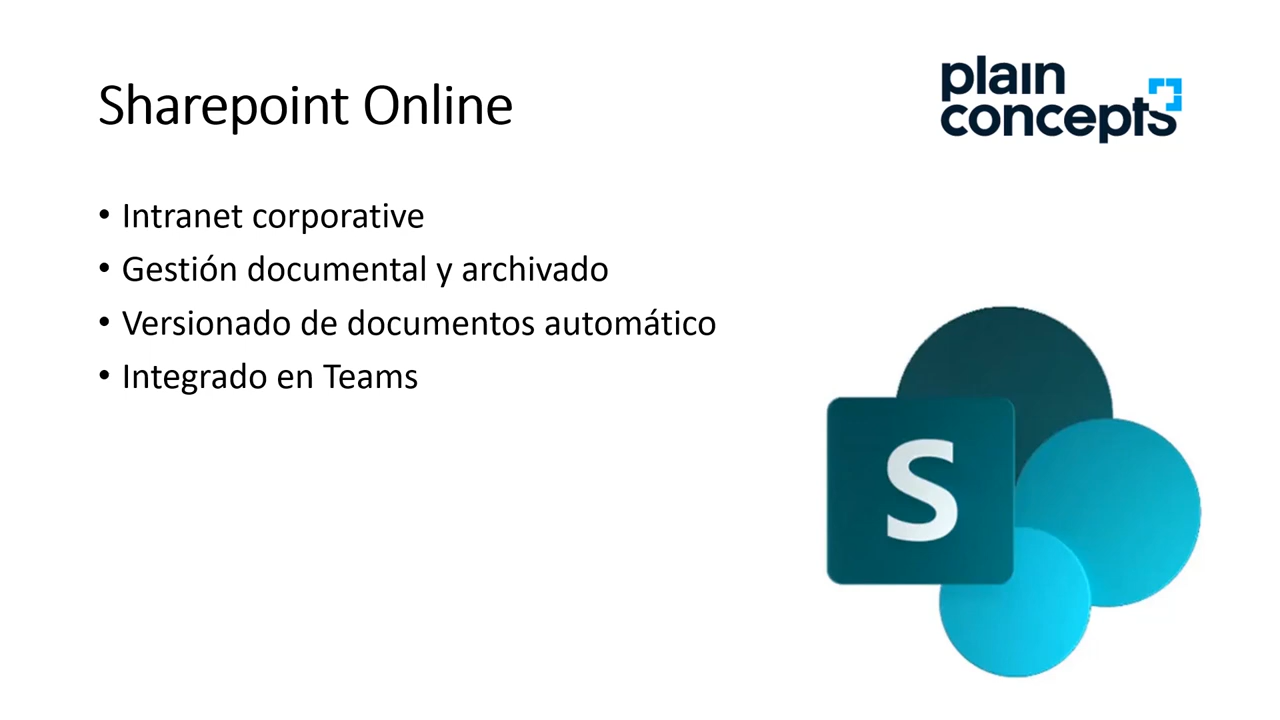 Sharepoint Online
plain
concepts
• Intranet corporative
• Gestión documental y archivado
• Versionado de documentos automático
• Integrado en Teams
S